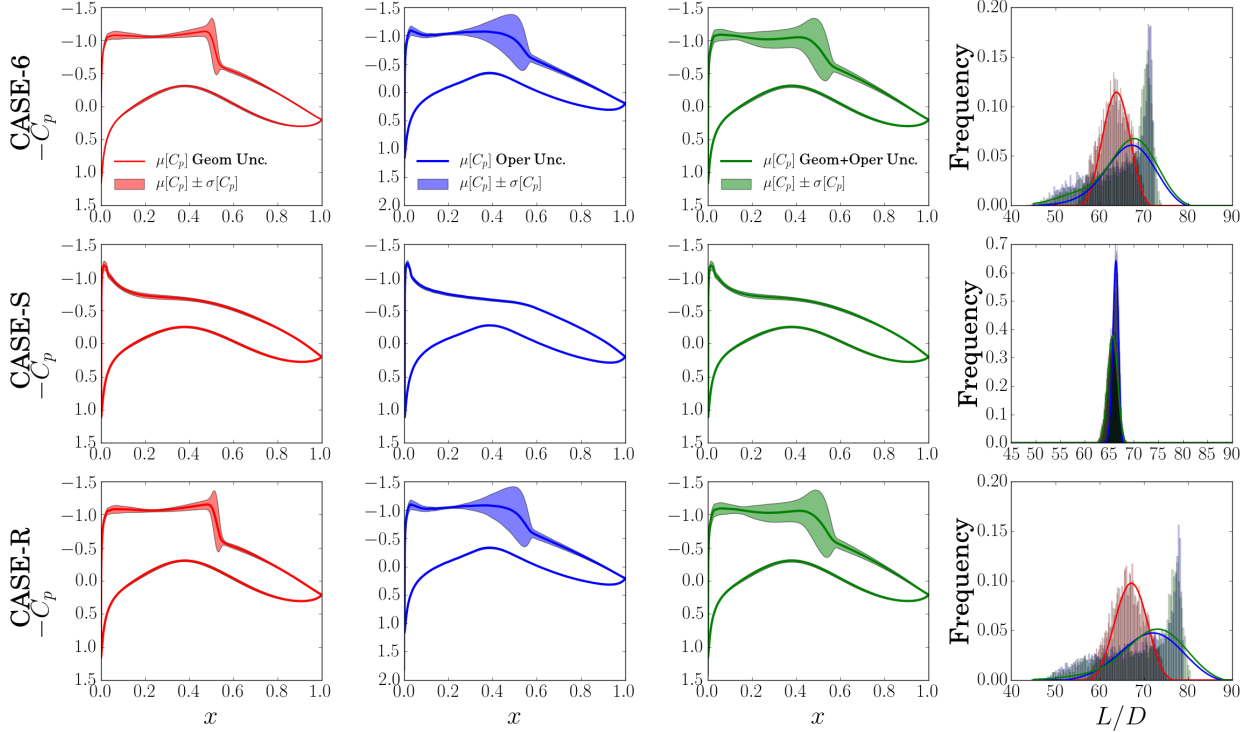 CASE-6
−C_p
−1.5
−1.0
−0.5
0.0
0.5
1.0
1.5
0.0 0.2 0.4 0.6 0.8 1.0
μ[C_p] Geom Unc.
μ[C_p] ± σ[C_p]
−1.5
−1.0
−0.5
0.0
0.5
1.0
1.5
2.0
0.0 0.2 0.4 0.6 0.8 1.0
μ[C_p] Oper Unc.
μ[C_p] ± σ[C_p]
−1.5
−1.0
−0.5
0.0
0.5
1.0
1.5
0.0 0.2 0.4 0.6 0.8 1.0
μ[C_p] Geom+Oper Unc.
μ[C_p] ± σ[C_p]
Frequency
0.20
0.15
0.10
0.05
0.00
40 50 60 70 80 90
CASE-S
−C_p
−1.5
−1.0
−0.5
0.0
0.5
1.0
1.5
0.0 0.2 0.4 0.6 0.8 1.0
−1.5
−1.0
−0.5
0.0
0.5
1.0
1.5
0.0 0.2 0.4 0.6 0.8 1.0
−1.5
−1.0
−0.5
0.0
0.5
1.0
1.5
0.0 0.2 0.4 0.6 0.8 1.0
Frequency
0.7
0.6
0.5
0.4
0.3
0.2
0.1
0.0
45 50 55 60 65 70 75 80 85 90
CASE-R
−C_p
−1.5
−1.0
−0.5
0.0
0.5
1.0
1.5
0.0 0.2 0.4 0.6 0.8 1.0
x
−1.5
−1.0
−0.5
0.0
0.5
1.0
1.5
2.0
0.0 0.2 0.4 0.6 0.8 1.0
x
−1.5
−1.0
−0.5
0.0
0.5
1.0
1.5
0.0 0.2 0.4 0.6 0.8 1.0
x
Frequency
0.20
0.15
0.10
0.05
0.00
40 50 60 70 80 90
L/D